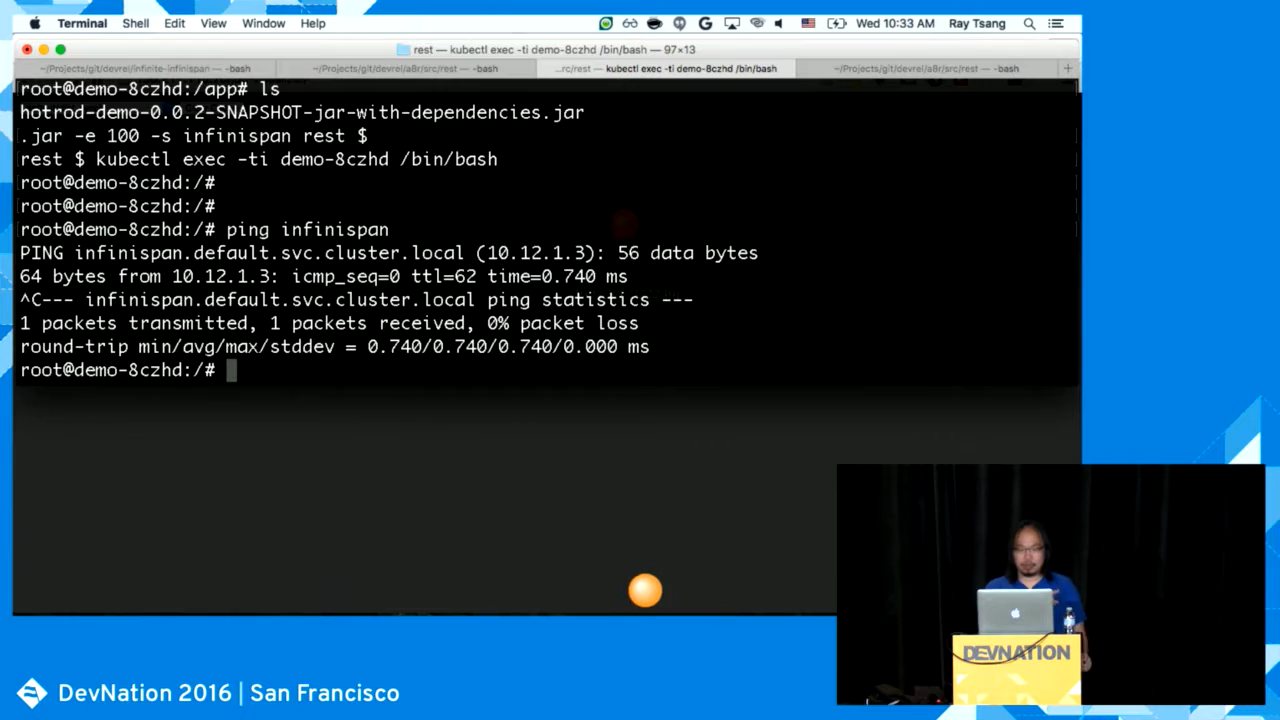 Terminal Shell Edit View Window Help Wed 10:33 AM Ray Tsang
rest — kubectl exec -ti demo-8czhd /bin/bash — 97×13
~/Projects/git/devrel/infinite-infinispan — -bash ~/Projects/git/devrel/a8r/src/rest — -bash ...rc/rest — kubectl exec -ti demo-8czhd /bin/bash ~/Projects/git/devrel/a8r/src/rest — -bash +
root@demo-8czhd:/app# ls
hotrod-demo-0.0.2-SNAPSHOT-jar-with-dependencies.jar
.jar -e 100 -s infinispan rest $
rest $ kubectl exec -ti demo-8czhd /bin/bash
root@demo-8czhd:/#
root@demo-8czhd:/#
root@demo-8czhd:/# ping infinispan
PING infinispan.default.svc.cluster.local (10.12.1.3): 56 data bytes
64 bytes from 10.12.1.3: icmp_seq=0 ttl=62 time=0.740 ms
^C--- infinispan.default.svc.cluster.local ping statistics ---
1 packets transmitted, 1 packets received, 0% packet loss
round-trip min/avg/max/stddev = 0.740/0.740/0.740/0.000 ms
root@demo-8czhd:/#
DEVNATION
DevNation 2016 | San Francisco